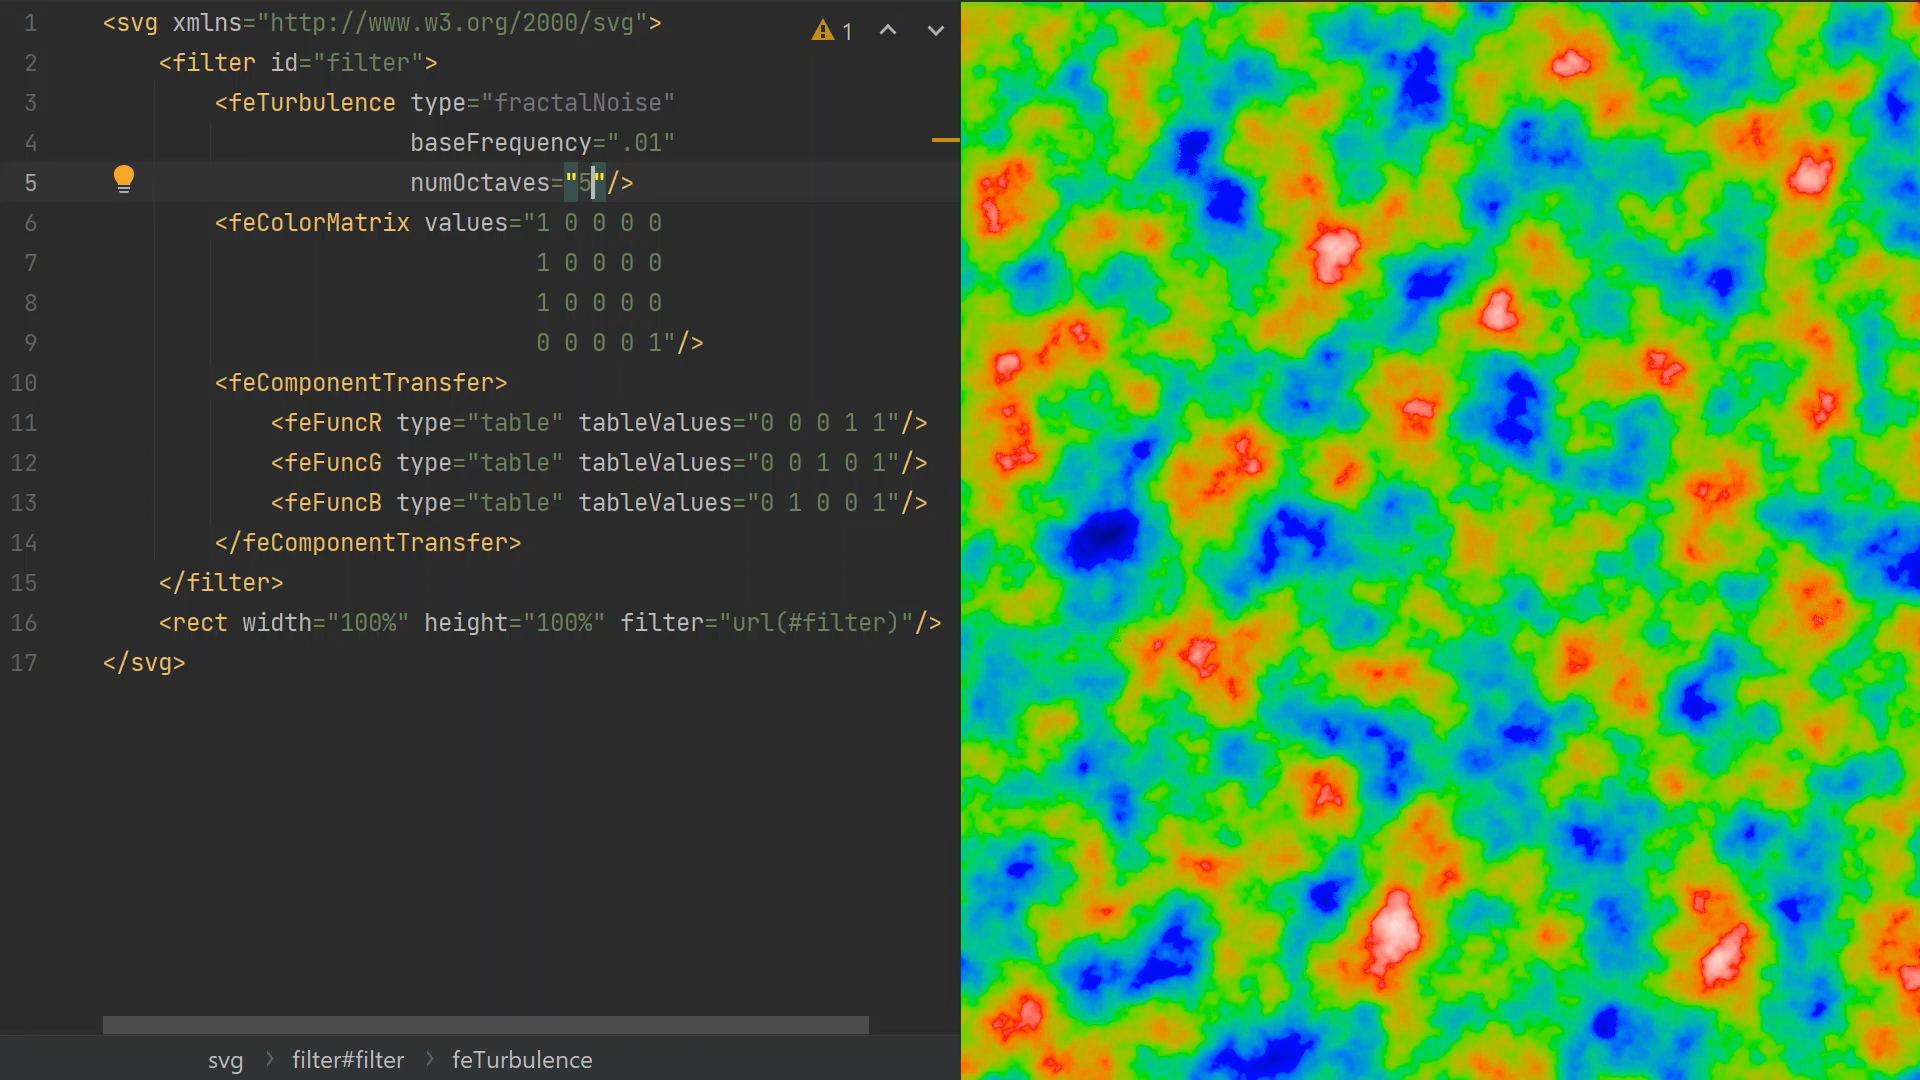 1 <svg xmlns="http://www.w3.org/2000/svg">
1
2 <filter id="filter">
3 <feTurbulence type="fractalNoise"
4 baseFrequency=".01"
5 numOctaves="5"/>
6 <feColorMatrix values="1 0 0 0 0
7 1 0 0 0 0
8 1 0 0 0 0
9 0 0 0 0 1"/>
10 <feComponentTransfer>
11 <feFuncR type="table" tableValues="0 0 0 1 1"/>
12 <feFuncG type="table" tableValues="0 0 1 0 1"/>
13 <feFuncB type="table" tableValues="0 1 0 0 1"/>
14 </feComponentTransfer>
15 </filter>
16 <rect width="100%" height="100%" filter="url(#filter)"/>
17 </svg>
svg > filter#filter > feTurbulence